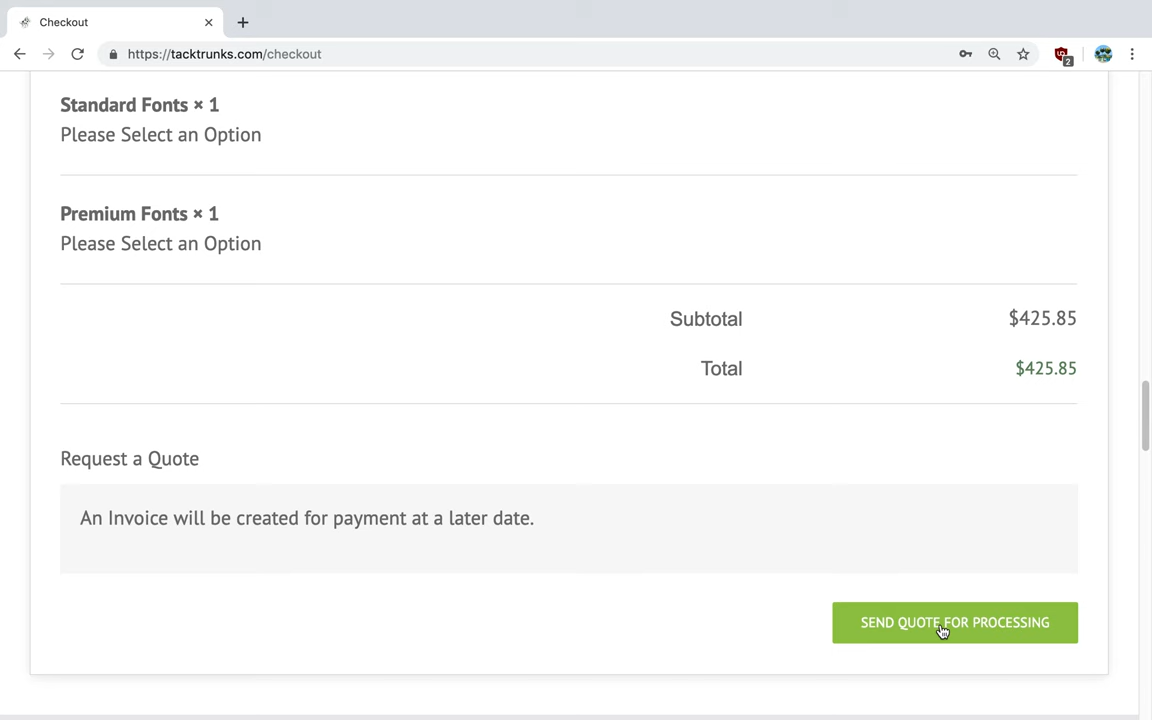 Checkout
https://tacktrunks.com/checkout
2
Standard Fonts × 1
Please Select an Option
Premium Fonts × 1
Please Select an Option
Subtotal $425.85
Total $425.85
Request a Quote
An Invoice will be created for payment at a later date.
SEND QUOTE FOR PROCESSING